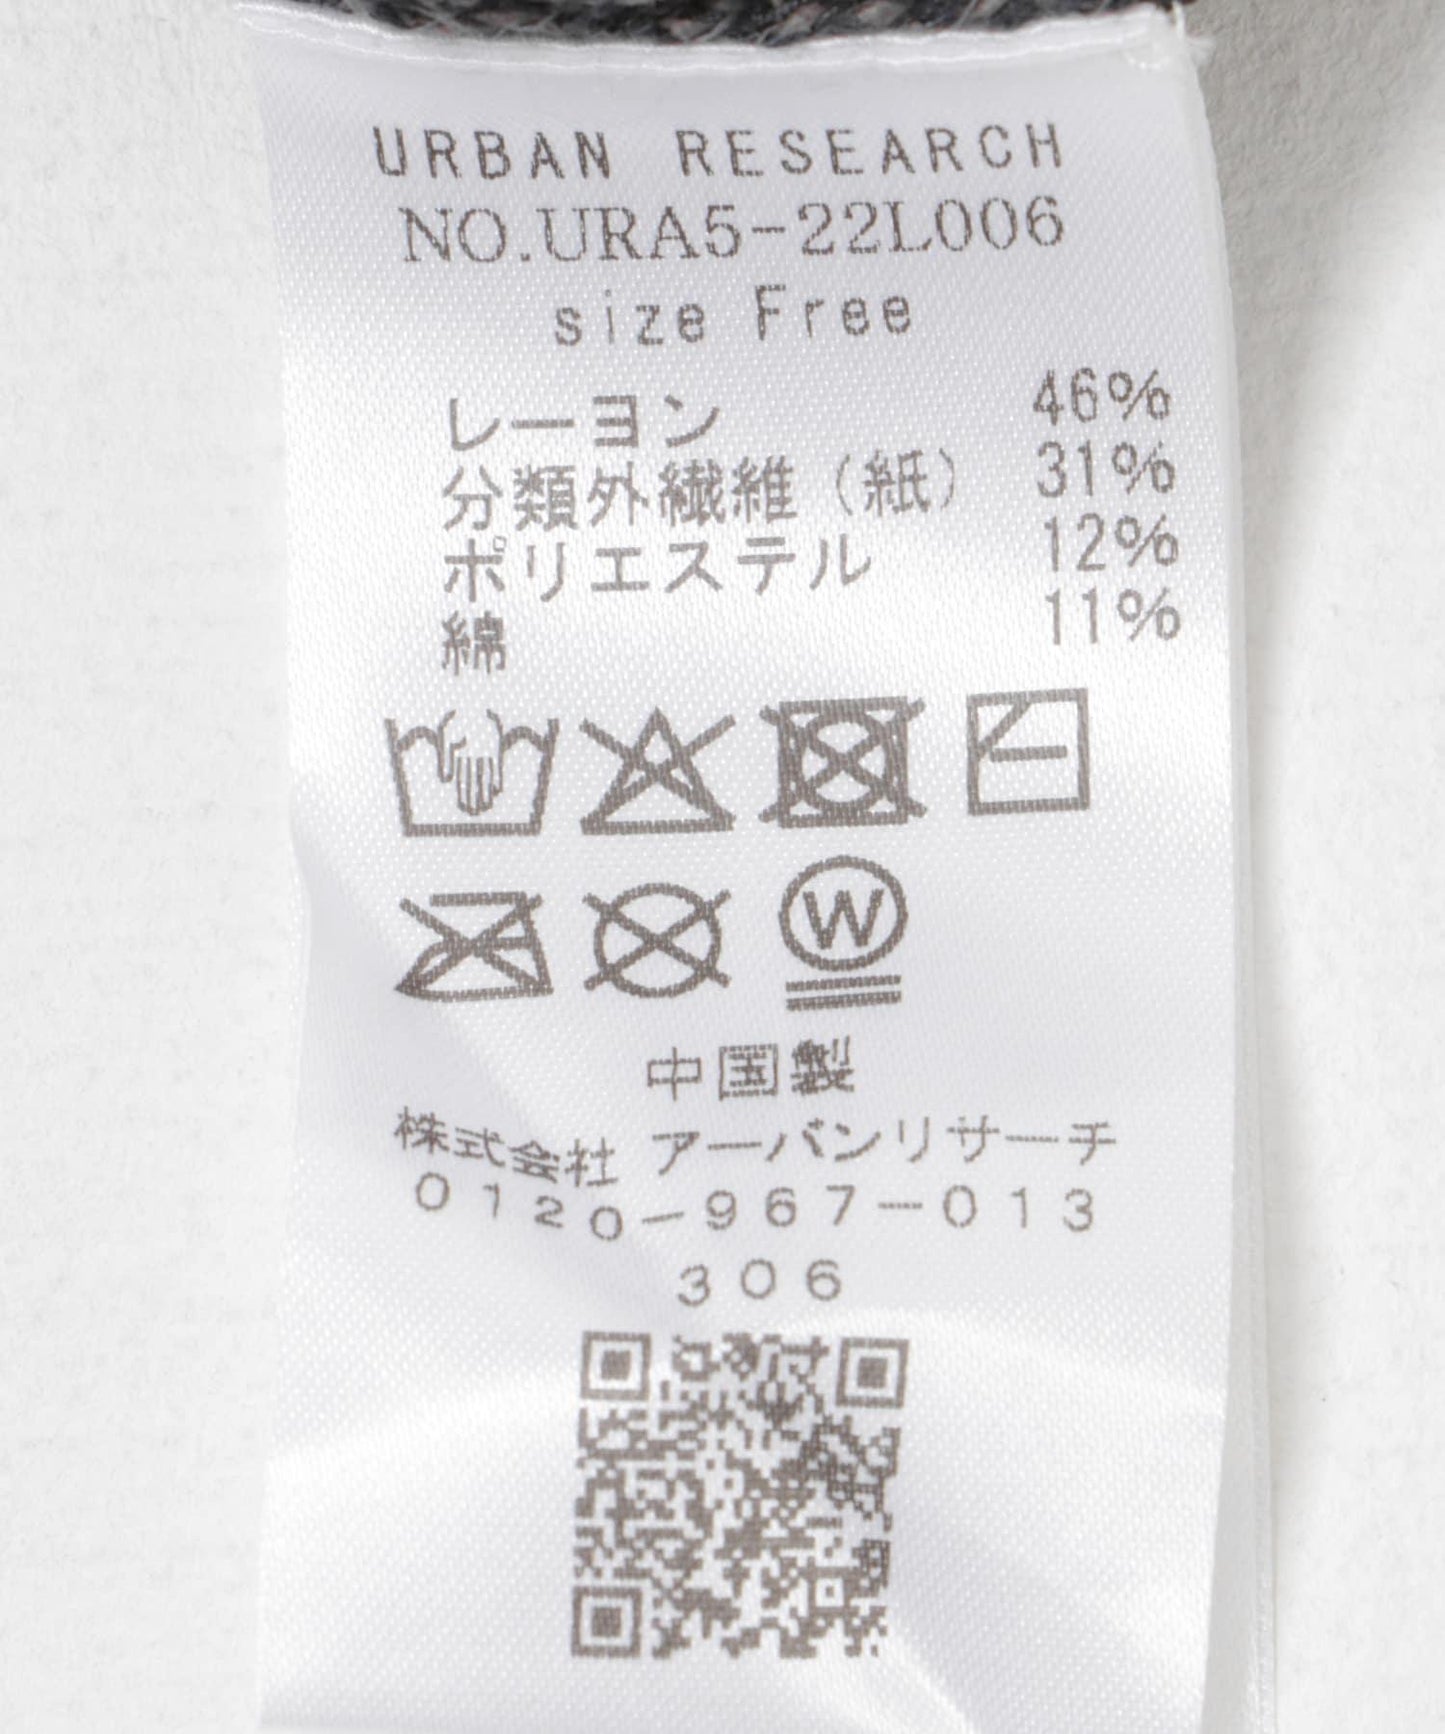 URBAN RESEARCH
NO.URA5-22L006
size Free
レーヨン 46%
分類外繊維（紙） 31%
ポリエステル 12%
綿 11%
W
中国製
株式会社 アーバンリサーチ
0120-967-013
306